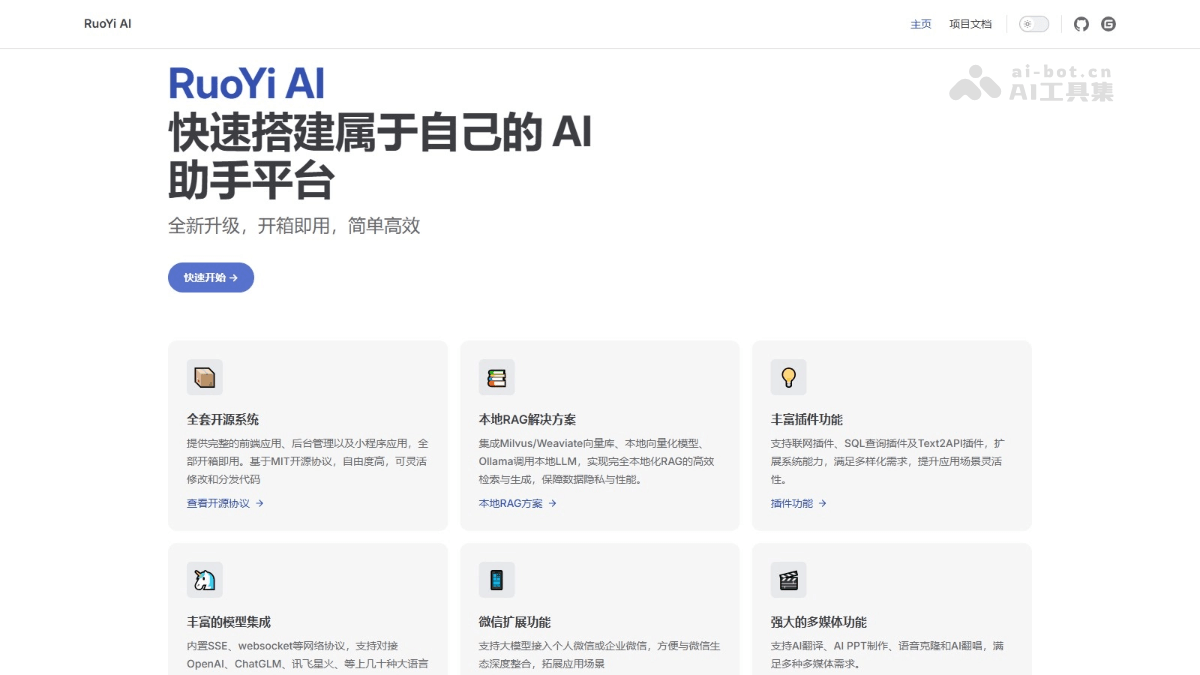 RuoYi AI
主页
项目文档
ai-bot.cn
AI工具集
RuoYi AI
快速搭建属于自己的 AI
助手平台
全新升级，开箱即用，简单高效
快速开始 →
全套开源系统
提供完整的前端应用、后台管理以及小程序应用，全
部开箱即用。基于MIT开源协议，自由度高，可灵活
修改和分发代码
查看开源协议 →
本地RAG解决方案
集成Milvus/Weaviate向量库、本地向量化模型、
Ollama调用本地LLM，实现完全本地化RAG的高效
检索与生成，保障数据隐私与性能。
本地RAG方案 →
丰富插件功能
支持联网插件、SQL查询插件及Text2API插件，扩
展系统能力，满足多样化需求，提升应用场景灵活
性。
插件功能 →
丰富的模型集成
内置SSE、websocket等网络协议，支持对接
OpenAI、ChatGLM、讯飞星火、等上几十种大语言
微信扩展功能
支持大模型接入个人微信或企业微信，方便与微信生
态深度整合，拓展应用场景
强大的多媒体功能
支持AI翻译、AI PPT制作、语音克隆和AI翻唱，满
足多种多媒体需求。